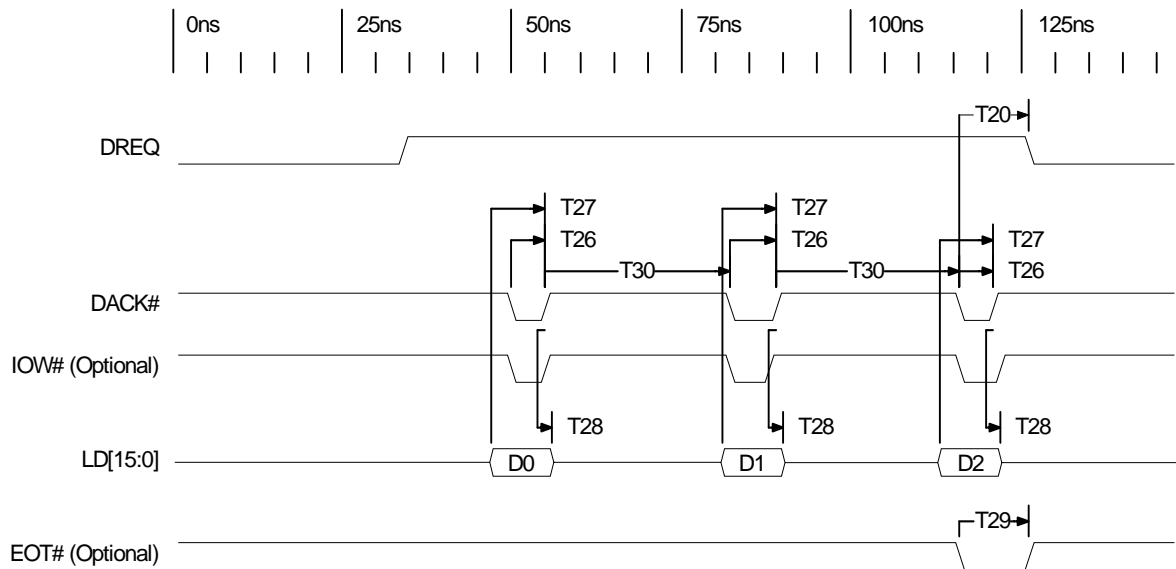 0ns 25ns 50ns 75ns 100ns 125ns
T20
DREQ
T27 T27
T26 T26 T27
T30 T30 T26
DACK#
IOW# (Optional)
T28 T28 T28
LD[15:0] D0 D1 D2
T29
EOT# (Optional)